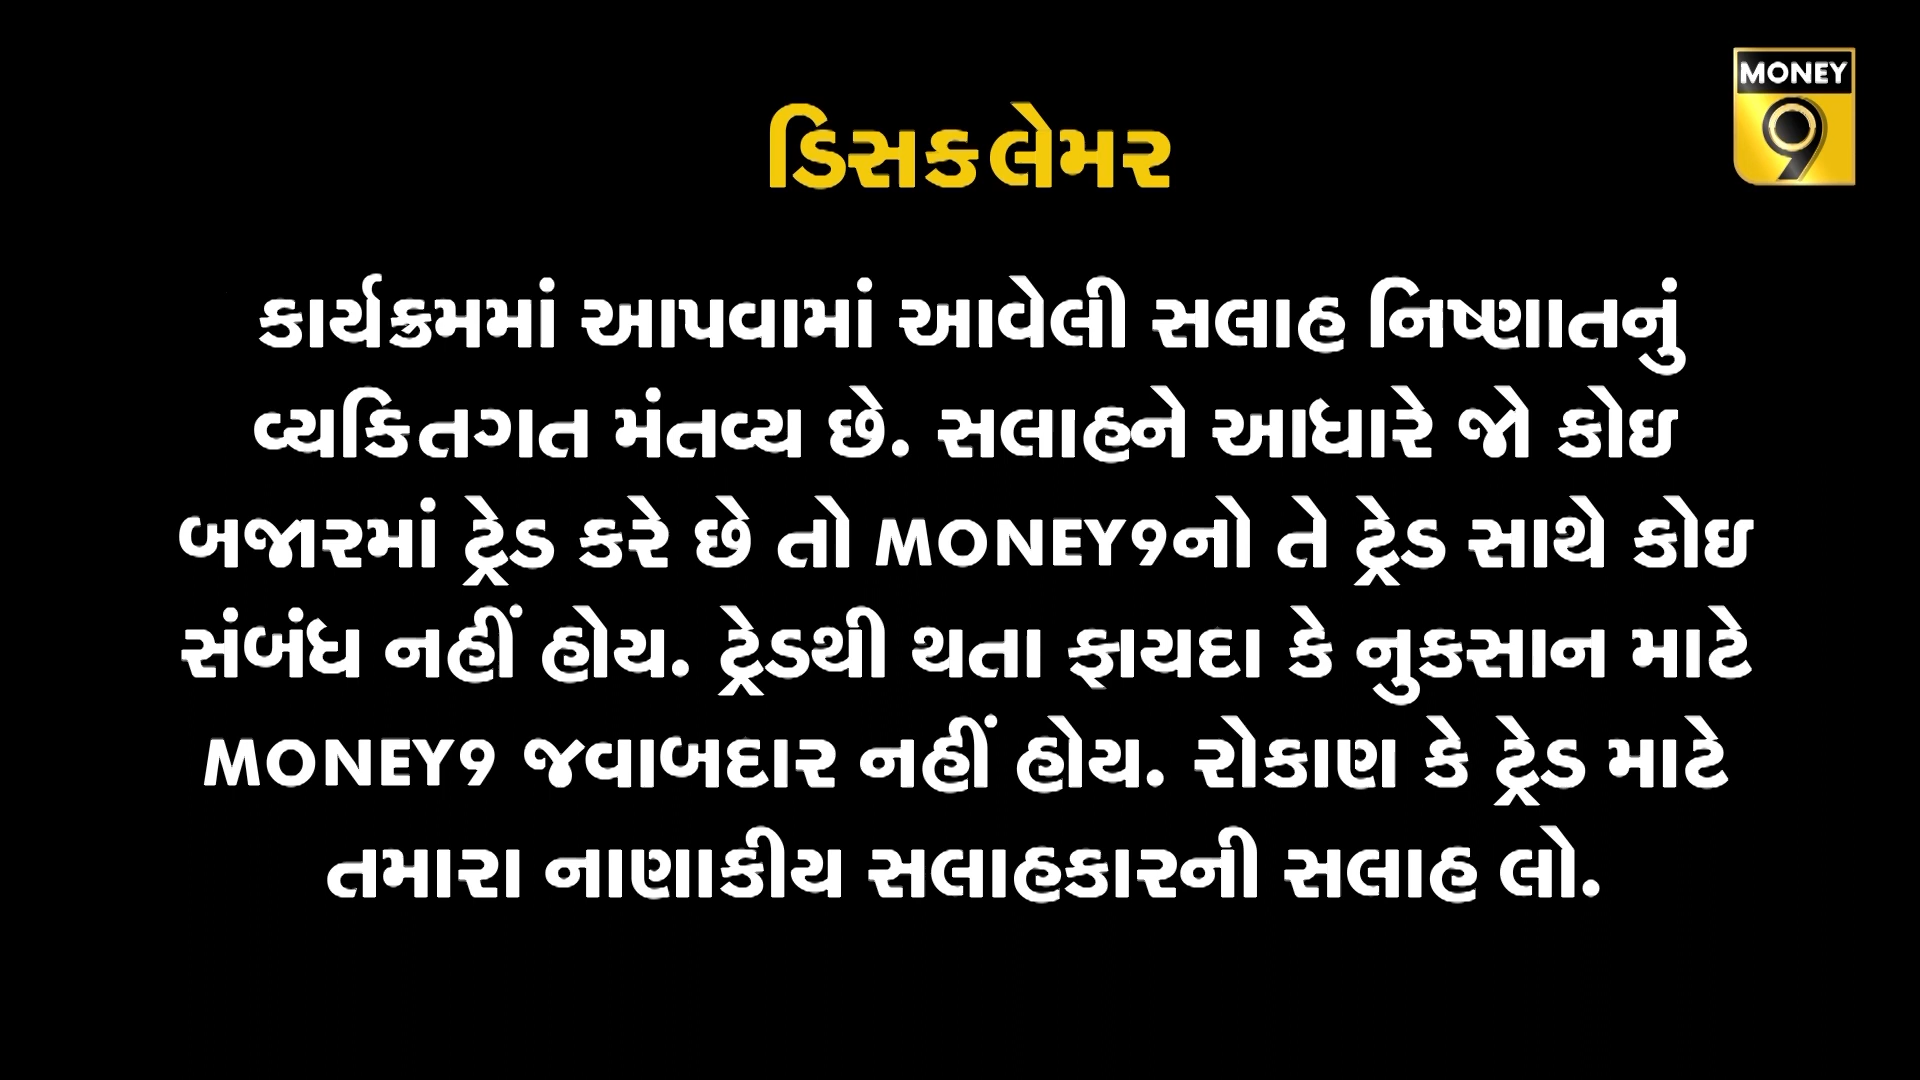 MONEY
9
ડિસક્લેમર
કાર્યક્રમમાં આપવામાં આવેલી સલાહ નિષ્ણાતનું
વ્યકિતગત મંતવ્ય છે. સલાહને આધારે જો કોઇ
બજારમાં ટ્રેડ કરે છે તો MONEY9નો તે ટ્રેડ સાથે કોઇ
સંબંધ નહીં હોય. ટ્રેડથી થતા ફાયદા કે નુકસાન માટે
MONEY9 જવાબદાર નહીં હોય. રોકાણ કે ટ્રેડ માટે
તમારા નાણાકીય સલાહકારની સલાહ લો.